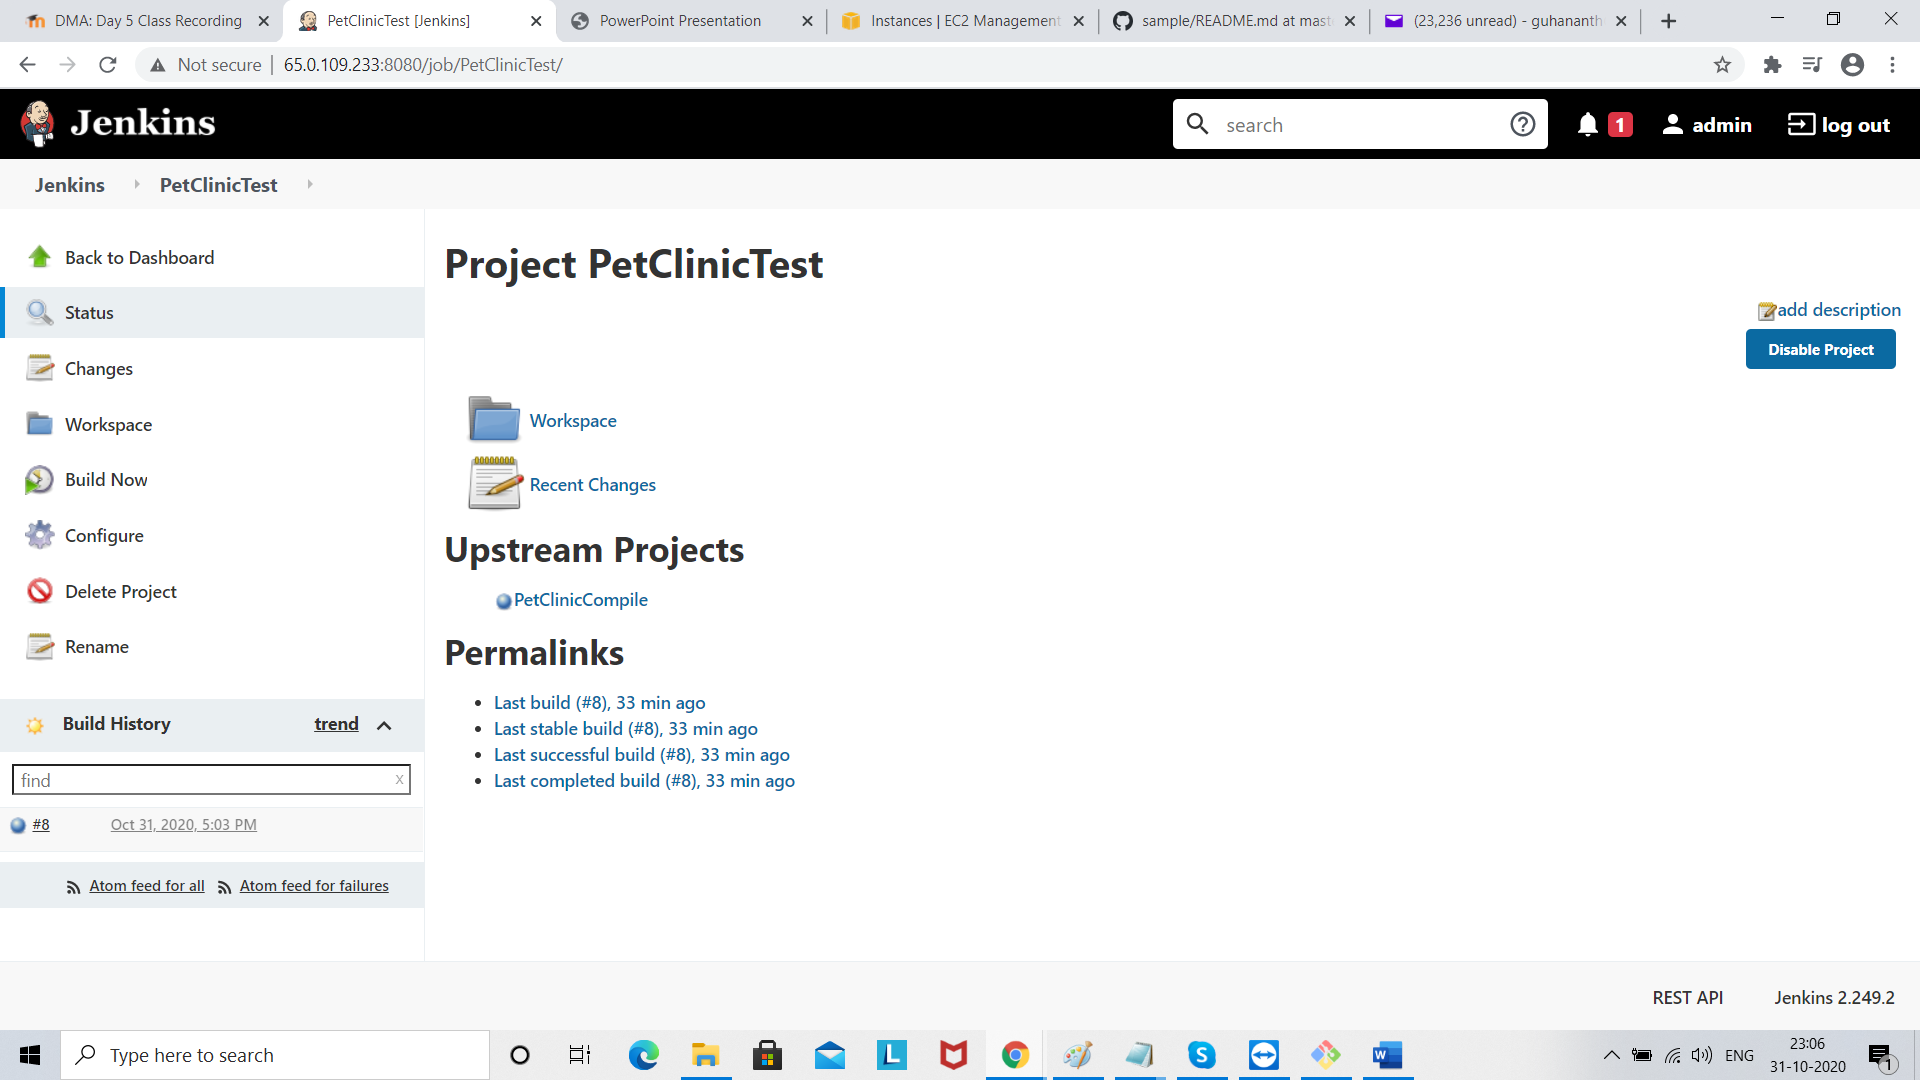 DMA: Day 5 Class Recording
PetClinicTest [Jenkins]
PowerPoint Presentation
Instances | EC2 Management
sample/README.md at mast
(23,236 unread) - guhananth
Not secure
65.0.109.233:8080/job/PetClinicTest/
Jenkins
search
1
admin
log out
Jenkins
PetClinicTest
Back to Dashboard
Status
Changes
Workspace
Build Now
Configure
Delete Project
Rename
Build History
trend
find
x
#8
Oct 31, 2020, 5:03 PM
Atom feed for all
Atom feed for failures
Project PetClinicTest
add description
Disable Project
Workspace
Recent Changes
Upstream Projects
PetClinicCompile
Permalinks
• Last build (#8), 33 min ago
• Last stable build (#8), 33 min ago
• Last successful build (#8), 33 min ago
• Last completed build (#8), 33 min ago
REST API
Jenkins 2.249.2
Type here to search
L
W
ENG
23:06
31-10-2020
1